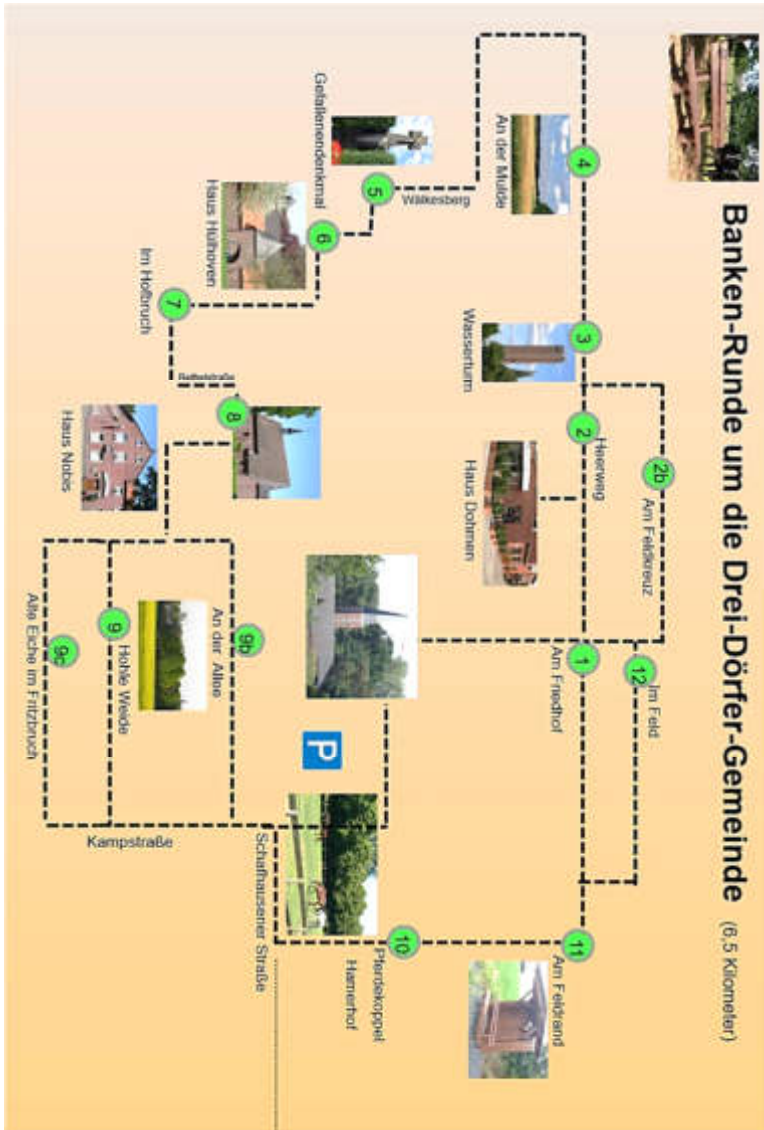 Banken-Runde um die Drei-Dörfer-Gemeinde (6,5 Kilometer)
2b
Am Feldkreuz
12
Im Feld
4
3
2
Heerweg
1
Am Friedhof
11
Am Feldrand
An der Mulde
Wasserturm
Haus Dohmen
Wälkesberg
5
10
Pferdekoppel
Hamerhof
Gefallenendenkmal
6
P
Haus Hülhoven
8
9b
Schafhausener Straße
An der Allee
7
Im Hofbruch
9
Hohle Weide
Kampstraße
Haus Nobis
9c
Alte Eiche im Fritzbruch